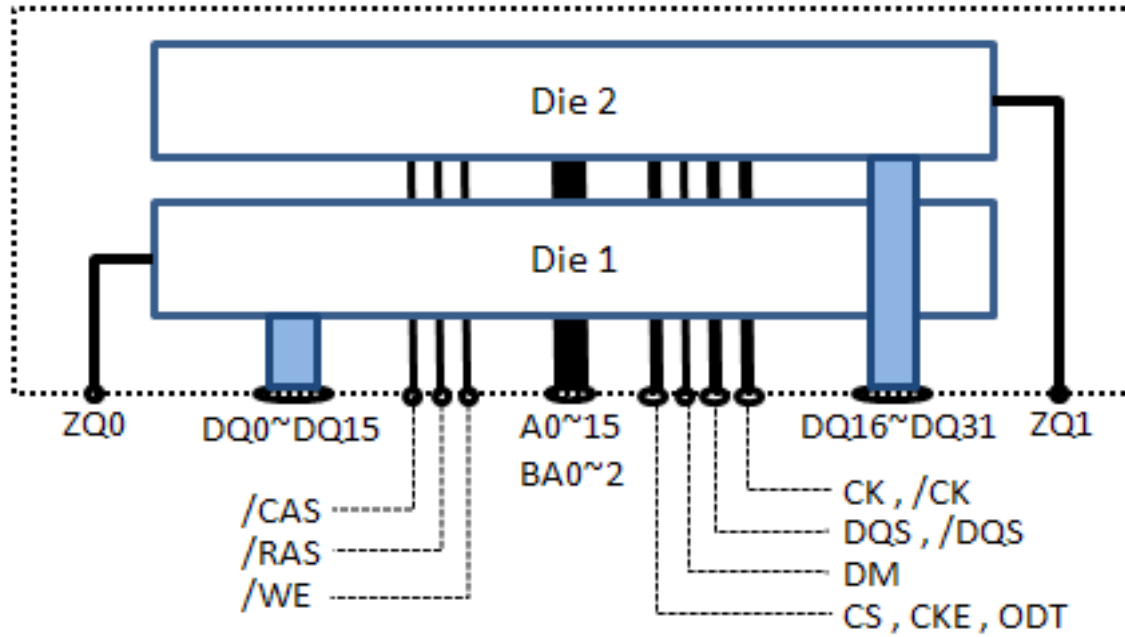 Die 2
Die 1
ZQ0
DQ0~DQ15
A0~15
BA0~2
DQ16~DQ31
ZQ1
/CAS
/RAS
/WE
CK , /CK
DQS , /DQS
DM
CS , CKE , ODT